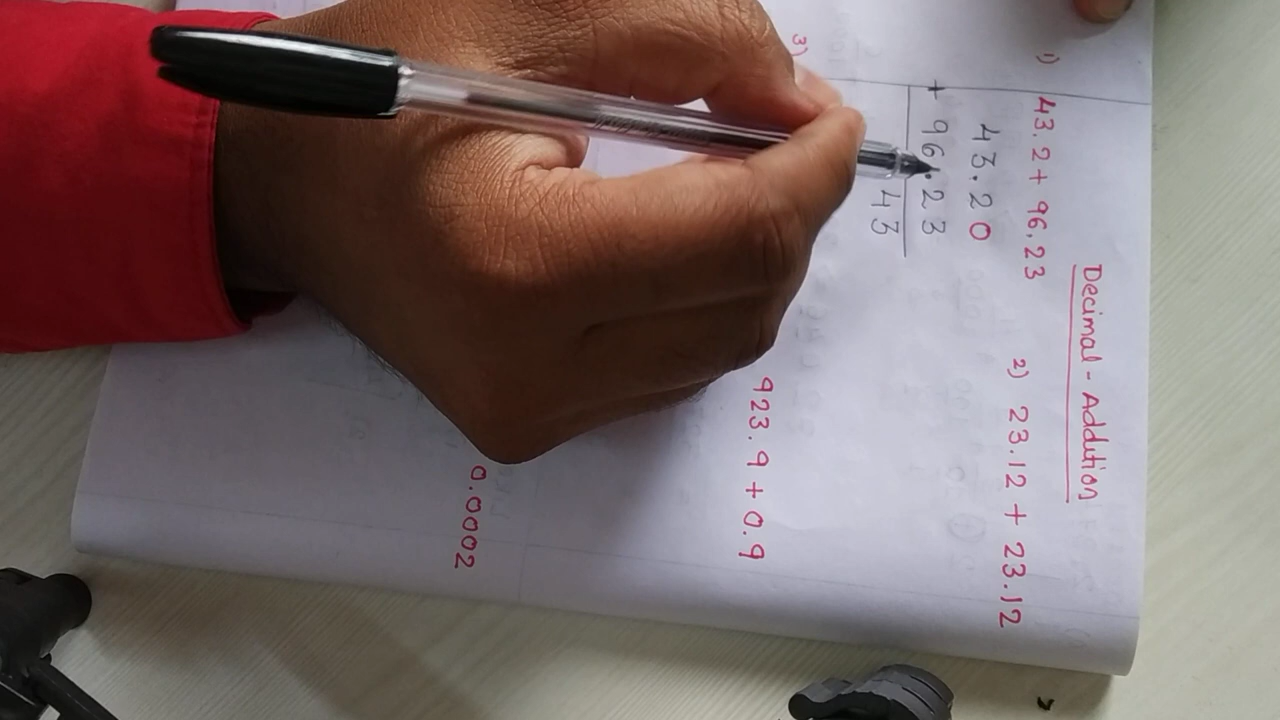 Decimal - Addition
1) 43.2 + 96.23
43.20
+ 96.23
43
2) 23.12 + 23.12
3)
923.9 + 0.9
0.0002